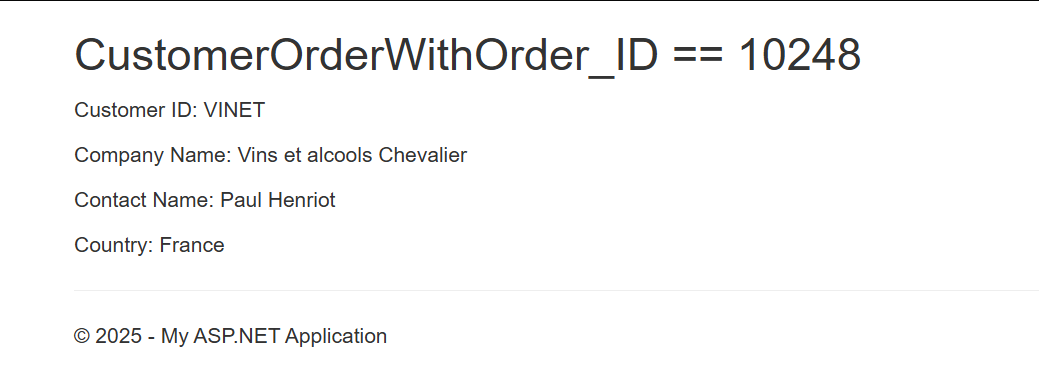 CustomerOrderWithOrder_ID == 10248
Customer ID: VINET
Company Name: Vins et alcools Chevalier
Contact Name: Paul Henriot
Country: France
© 2025 - My ASP.NET Application